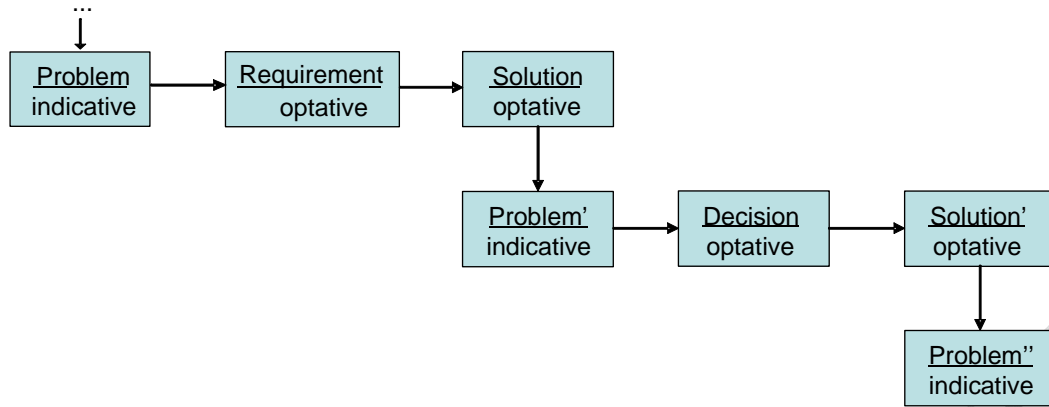 ...
Problem
indicative
Requirement
optative
Solution
optative
Problem'
indicative
Decision
optative
Solution'
optative
Problem''
indicative